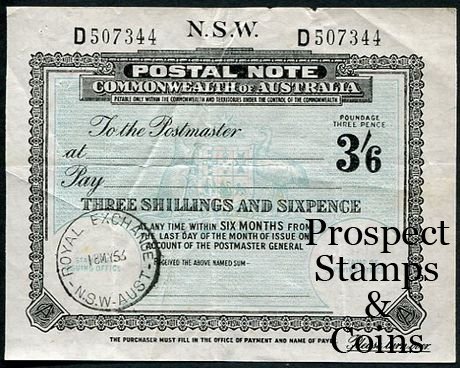 N.S.W.
D507344 D507344
POSTAL NOTE
COMMONWEALTH OF AUSTRALIA
PAYABLE ONLY WITHIN THE COMMONWEALTH AND TERRITORIES UNDER THE CONTROL OF THE COMMONWEALTH
POUNDAGE
THREE PENCE
To the Postmaster
at
3/6
Pay
THREE SHILLINGS AND SIXPENCE
AT ANY TIME WITHIN SIX MONTHS FROM
THE LAST DAY OF THE MONTH OF ISSUE ON
ACCOUNT OF THE POSTMASTER GENERAL
RECEIVED THE ABOVE NAMED SUM
ROYAL EXCHANGE
N.S.W-AUST
OFFICE
Prospect
Stamps
&
Coins
THE PURCHASER MUST FILL IN THE OFFICE OF PAYMENT AND NAME OF